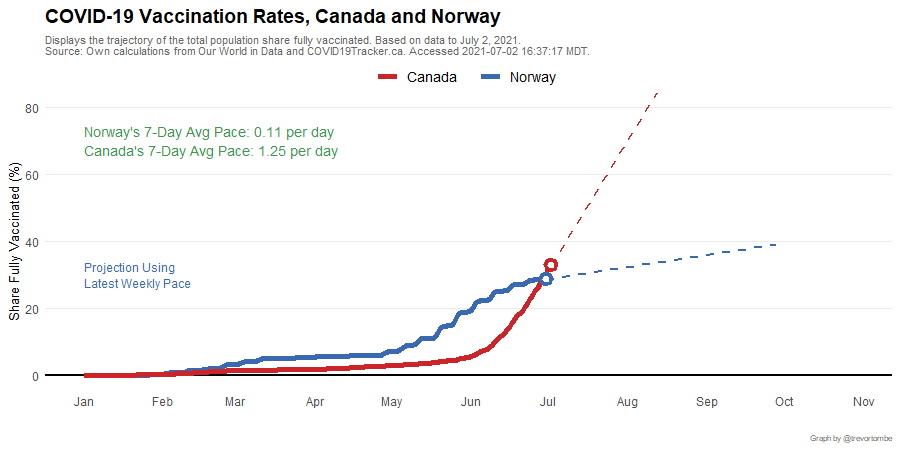 COVID-19 Vaccination Rates, Canada and Norway
Displays the trajectory of the total population share fully vaccinated. Based on data to July 2, 2021.
Source: Own calculations from Our World in Data and COVID19Tracker.ca. Accessed 2021-07-02 16:37:17 MDT.
Canada Norway
Share Fully Vaccinated (%)
80
60
40
20
0
Norway's 7-Day Avg Pace: 0.11 per day
Canada's 7-Day Avg Pace: 1.25 per day
Projection Using
Latest Weekly Pace
Jan Feb Mar Apr May Jun Jul Aug Sep Oct Nov
Graph by @trevortombe